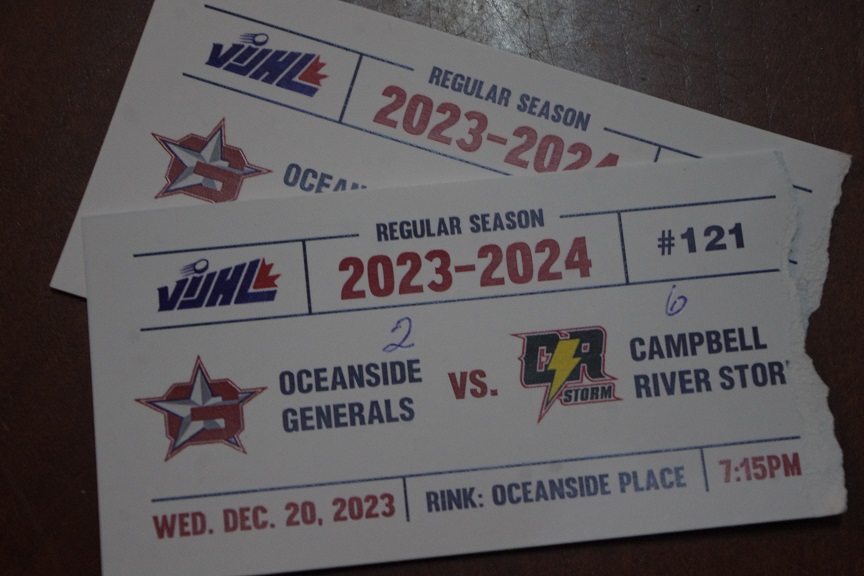 VIJHL
REGULAR SEASON
2023-2024
OCEAN
REGULAR SEASON
VIJHL
2023-2024
#121
2
6
OCEANSIDE
GENERALS
VS.
CR
STORM
CAMPBELL
RIVER STOR
WED. DEC. 20, 2023
RINK: OCEANSIDE PLACE
7:15PM